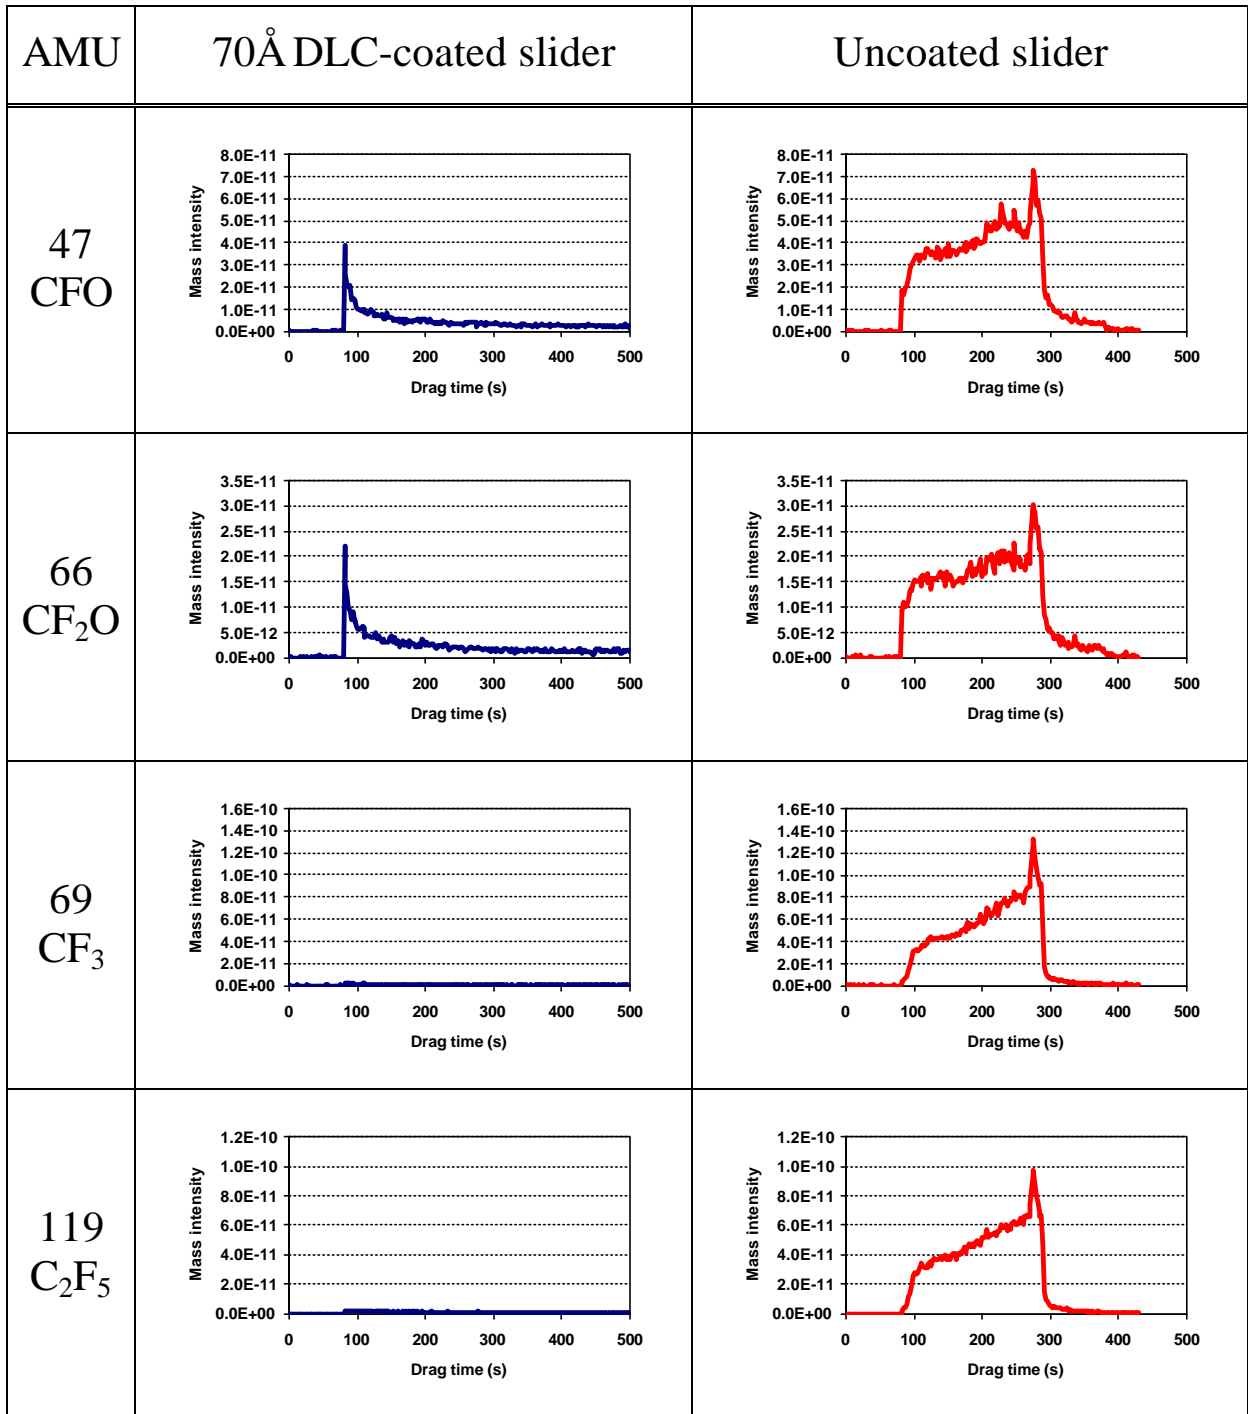 AMU 70Å DLC-coated slider Uncoated slider
47
CFO
Mass intensity
8.0E-11
7.0E-11
6.0E-11
5.0E-11
4.0E-11
3.0E-11
2.0E-11
1.0E-11
0.0E+00
0 100 200 300 400 500
Drag time (s)
Mass intensity
8.0E-11
7.0E-11
6.0E-11
5.0E-11
4.0E-11
3.0E-11
2.0E-11
1.0E-11
0.0E+00
0 100 200 300 400 500
Drag time (s)
66
CF₂O
Mass intensity
3.5E-11
3.0E-11
2.5E-11
2.0E-11
1.5E-11
1.0E-11
5.0E-12
0.0E+00
0 100 200 300 400 500
Drag time (s)
Mass intensity
3.5E-11
3.0E-11
2.5E-11
2.0E-11
1.5E-11
1.0E-11
5.0E-12
0.0E+00
0 100 200 300 400 500
Drag time (s)
69
CF₃
Mass intensity
1.6E-10
1.4E-10
1.2E-10
1.0E-10
8.0E-11
6.0E-11
4.0E-11
2.0E-11
0.0E+00
0 100 200 300 400 500
Drag time (s)
Mass intensity
1.6E-10
1.4E-10
1.2E-10
1.0E-10
8.0E-11
6.0E-11
4.0E-11
2.0E-11
0.0E+00
0 100 200 300 400 500
Drag time (s)
119
C₂F₅
Mass intensity
1.2E-10
1.0E-10
8.0E-11
6.0E-11
4.0E-11
2.0E-11
0.0E+00
0 100 200 300 400 500
Drag time (s)
Mass intensity
1.2E-10
1.0E-10
8.0E-11
6.0E-11
4.0E-11
2.0E-11
0.0E+00
0 100 200 300 400 500
Drag time (s)